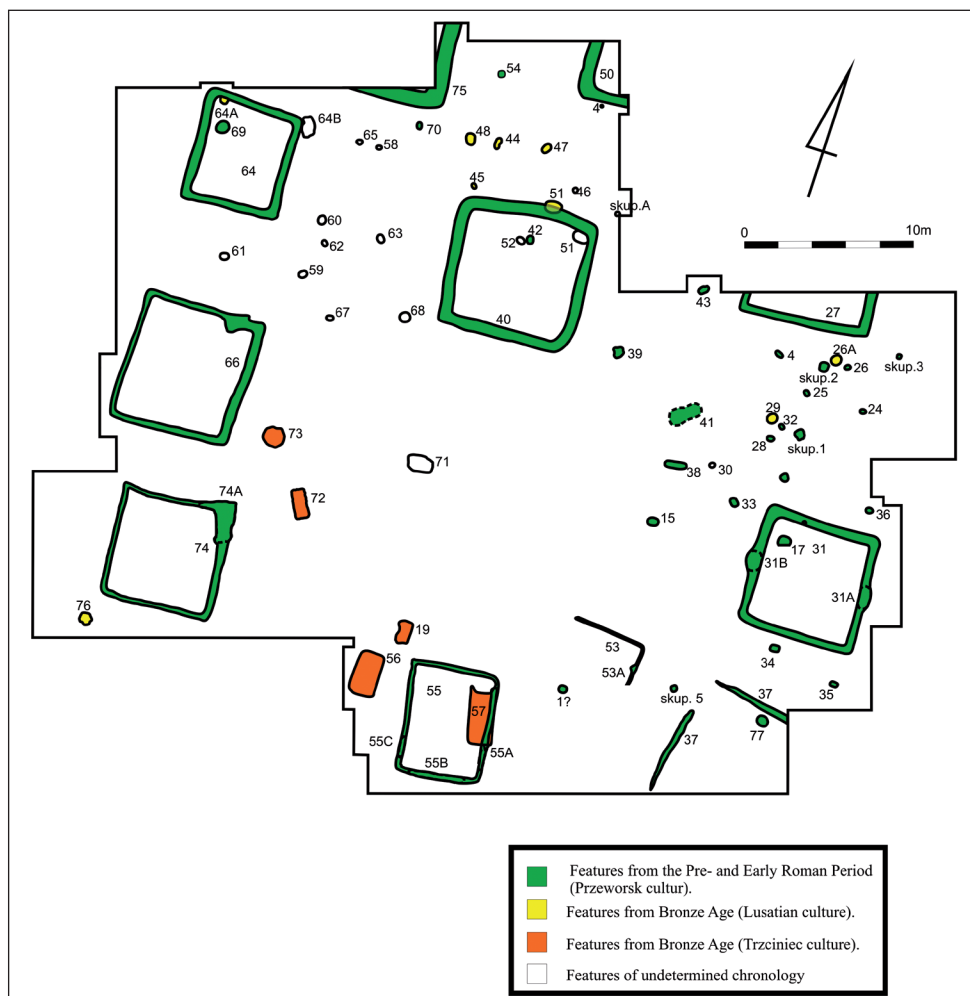 54
50
75
4
64A
69
64B
65
58
70
48
44
47
64
45
51
46
skup.A
60
62
63
52
42
51
61
59
0
10m
67
68
40
43
27
66
39
4
26A
26
skup.3
skup.2
25
24
41
29
32
28
skup.1
73
71
38
30
74A
72
33
36
15
74
17
31
31B
31A
76
19
53
56
34
53A
55
57
1?
skup. 5
37
35
77
37
55C
55A
55B
Features from the Pre- and Early Roman Period
(Przeworsk cultur).
Features from Bronze Age (Lusatian culture).
Features from Bronze Age (Trzciniec culture).
Features of undetermined chronology